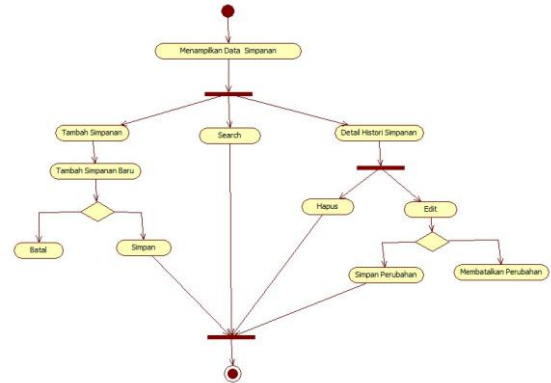 Menampilkan Data Simpanan
Tambah Simpanan
Search
Detail Histori Simpanan
Tambah Simpanan Baru
Hapus
Edit
Batal
Simpan
Simpan Perubahan
Membatalkan Perubahan